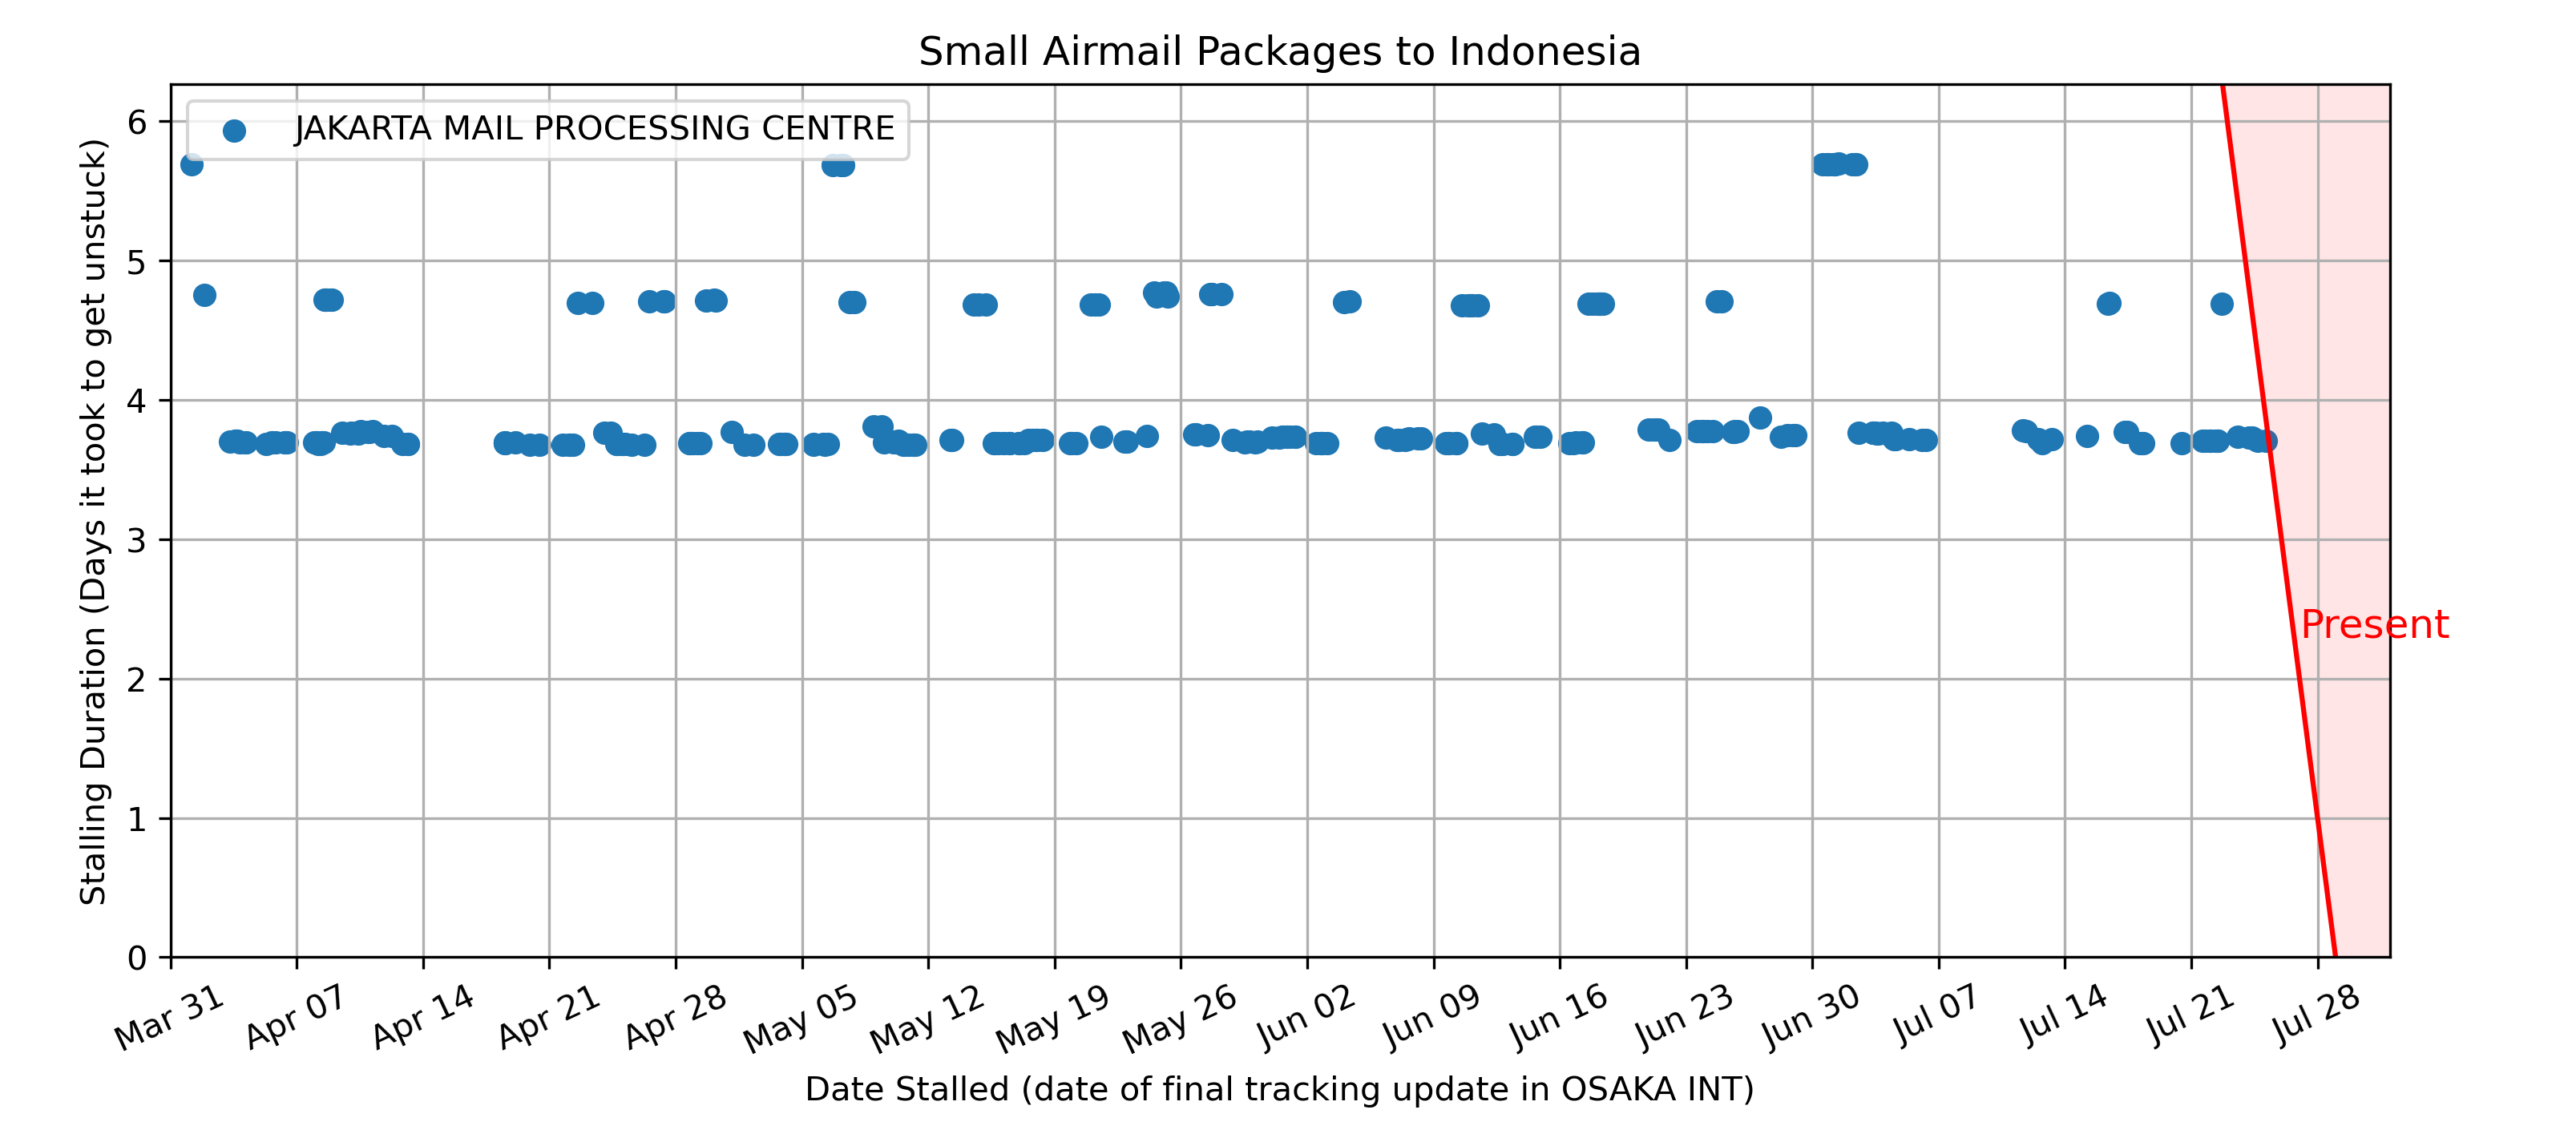 Small Airmail Packages to Indonesia
JAKARTA MAIL PROCESSING CENTRE
Stalling Duration (Days it took to get unstuck)
6
5
4
3
2
1
0
Present
Mar 31
Apr 07
Apr 14
Apr 21
Apr 28
May 05
May 12
May 19
May 26
Jun 02
Jun 09
Jun 16
Jun 23
Jun 30
Jul 07
Jul 14
Jul 21
Jul 28
Date Stalled (date of final tracking update in OSAKA INT)